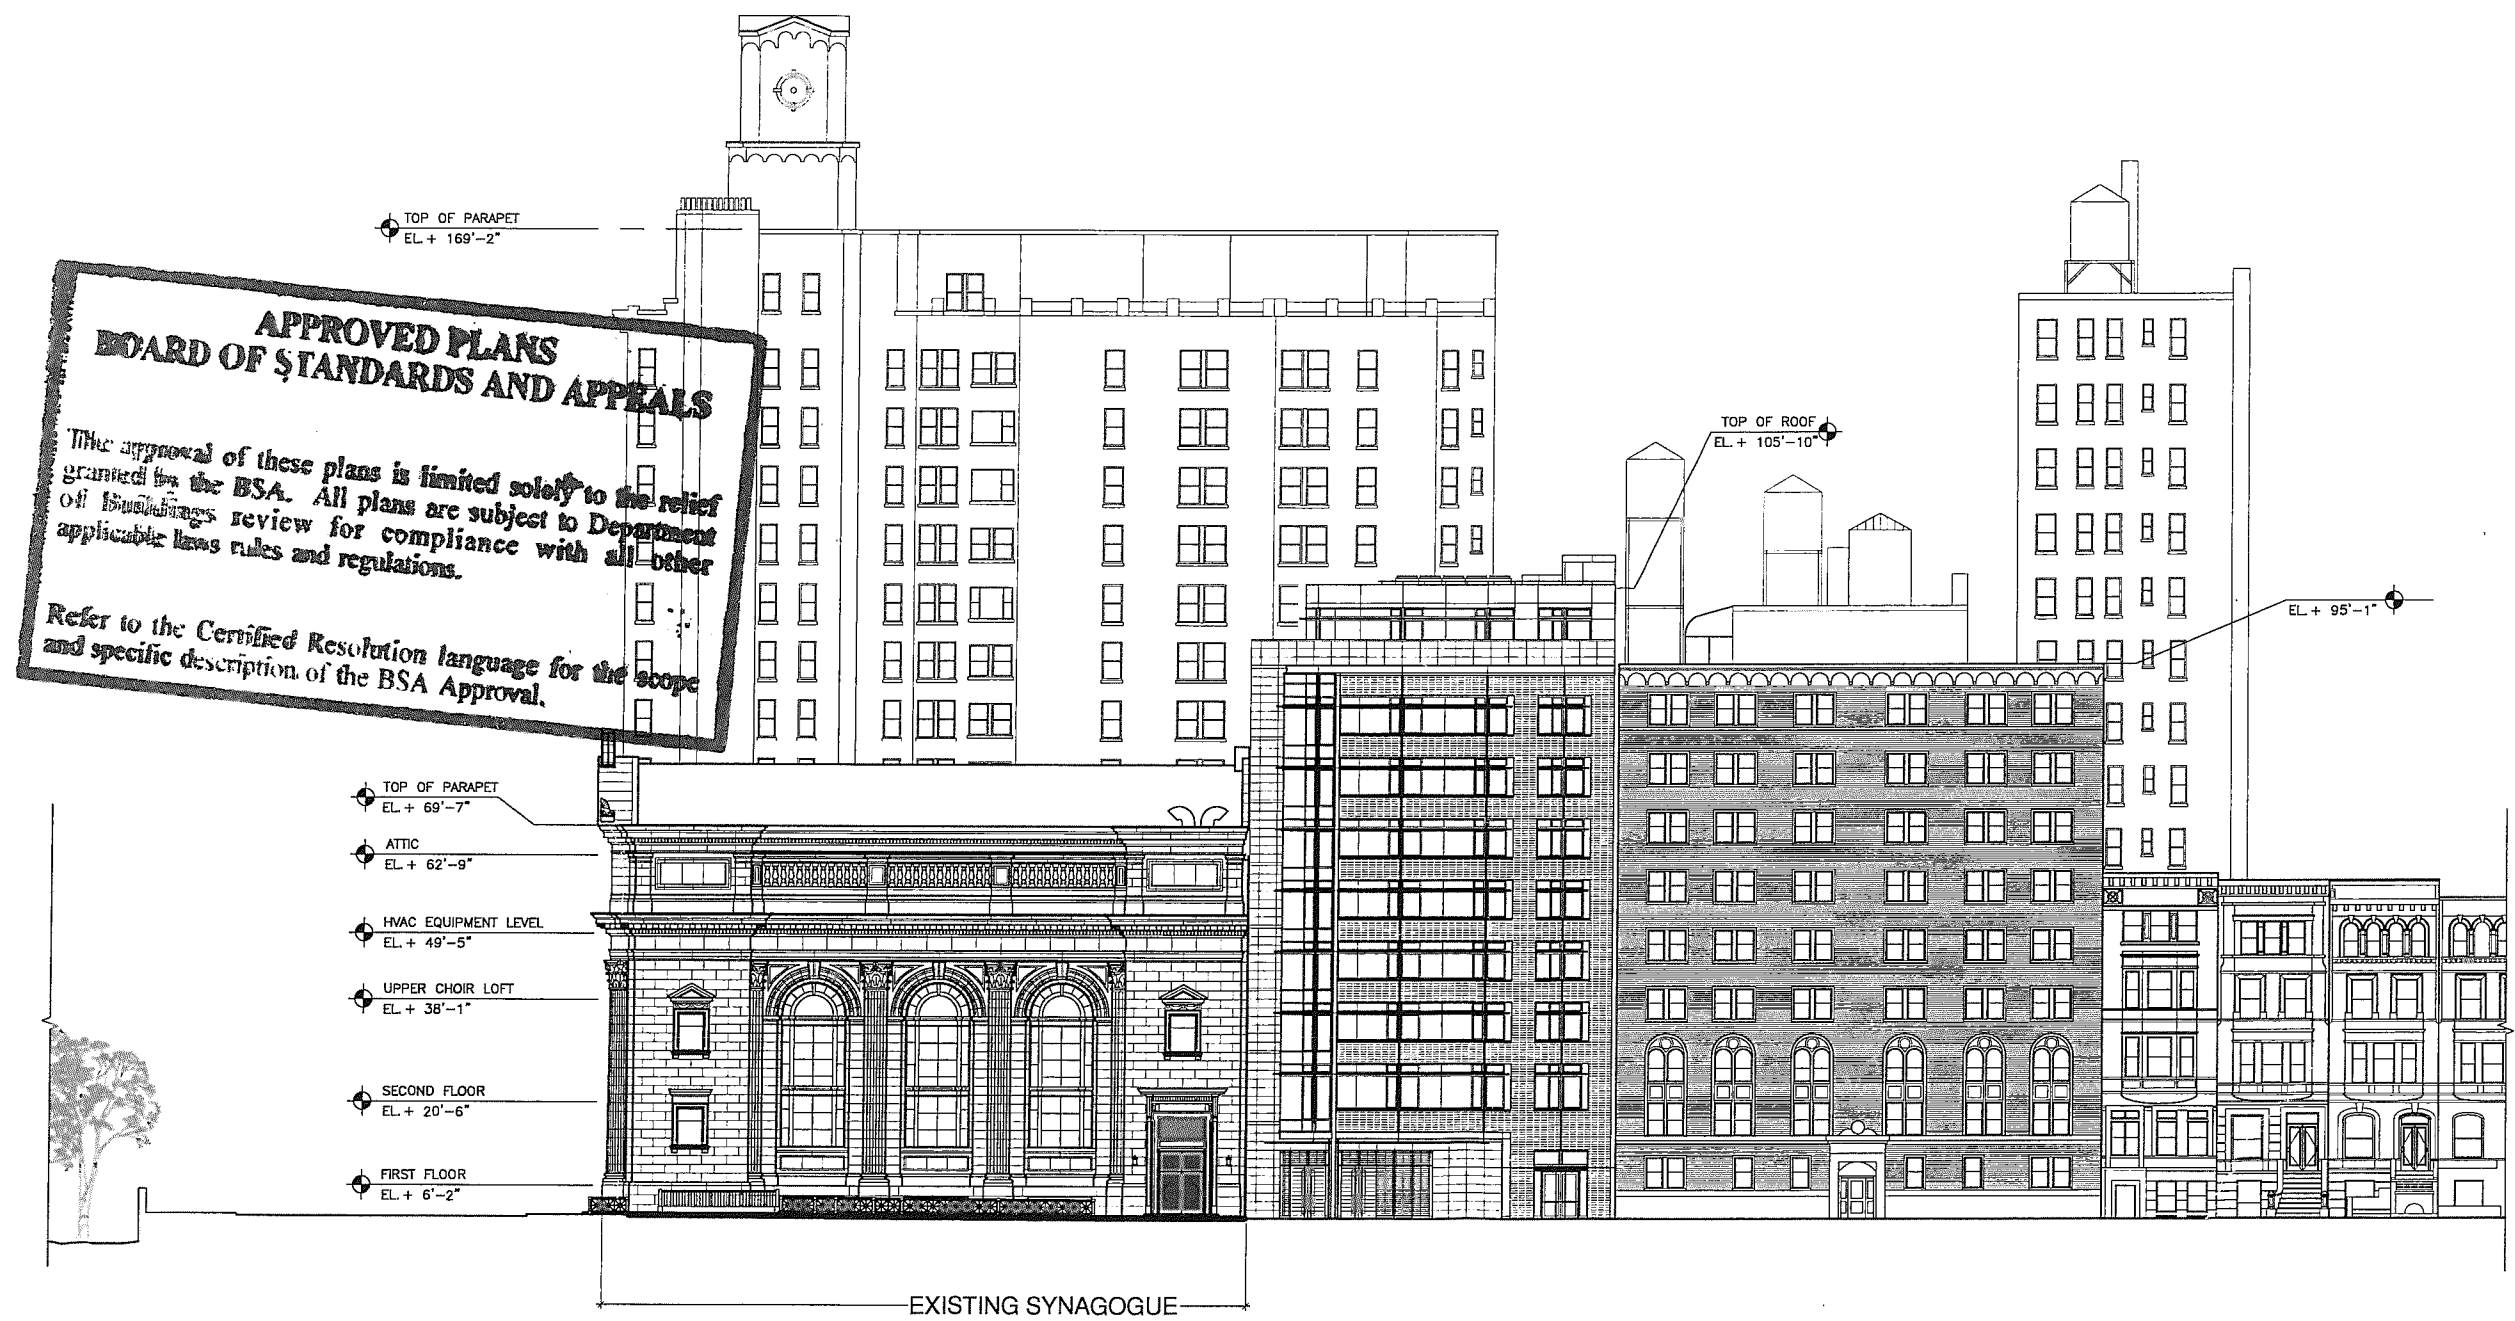 TOP OF PARAPET
EL. + 169'-2"
APPROVED PLANS
BOARD OF STANDARDS AND APPEALS
The approval of these plans is limited solely to the relief
granted by the BSA. All plans are subject to Department
of Buildings review for compliance with all other
applicable laws rules and regulations.
Refer to the Certified Resolution language for the scope
and specific description of the BSA Approval.
TOP OF ROOF
EL. + 105'-10"
EL. + 95'-1"
TOP OF PARAPET
EL. + 69'-7"
ATTIC
EL. + 62'-9"
HVAC EQUIPMENT LEVEL
EL. + 49'-5"
UPPER CHOIR LOFT
EL. + 38'-1"
SECOND FLOOR
EL. + 20'-6"
FIRST FLOOR
EL. + 6'-2"
EXISTING SYNAGOGUE